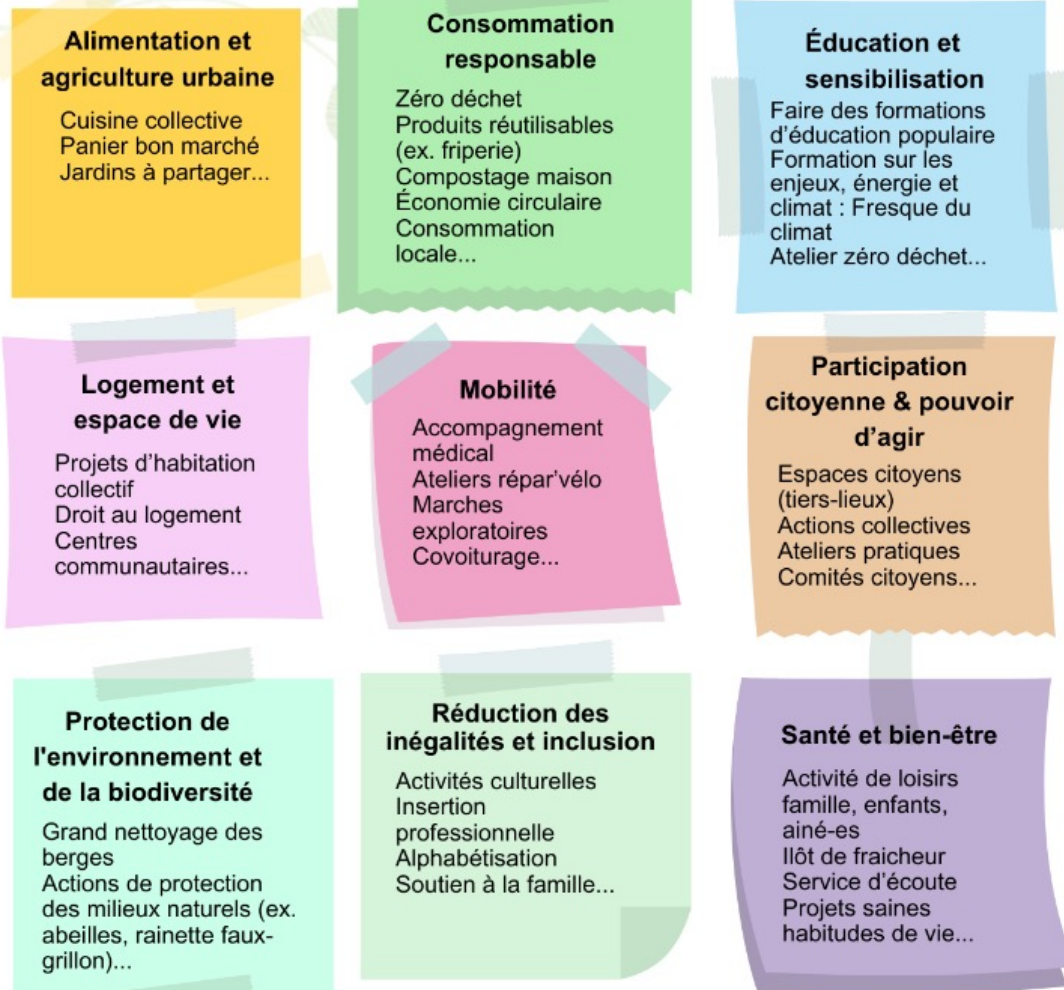 Alimentation et
agriculture urbaine
Cuisine collective
Panier bon marché
Jardins à partager...
Consommation
responsable
Zéro déchet
Produits réutilisables
(ex. friperie)
Compostage maison
Économie circulaire
Consommation
locale...
Éducation et
sensibilisation
Faire des formations
d'éducation populaire
Formation sur les
enjeux, énergie et
climat : Fresque du
climat
Atelier zéro déchet...
Logement et
espace de vie
Projets d'habitation
collectif
Droit au logement
Centres
communautaires...
Mobilité
Accompagnement
médical
Ateliers répar'vélo
Marches
exploratoires
Covoiturage...
Participation
citoyenne & pouvoir
d'agir
Espaces citoyens
(tiers-lieux)
Actions collectives
Ateliers pratiques
Comités citoyens...
Protection de
l'environnement et
de la biodiversité
Grand nettoyage des
berges
Actions de protection
des milieux naturels (ex.
abeilles, rainette faux-
grillon)...
Réduction des
inégalités et inclusion
Activités culturelles
Insertion
professionnelle
Alphabétisation
Soutien à la famille...
Santé et bien-être
Activité de loisirs
famille, enfants,
ainé-es
Ilôt de fraicheur
Service d'écoute
Projets saines
habitudes de vie...